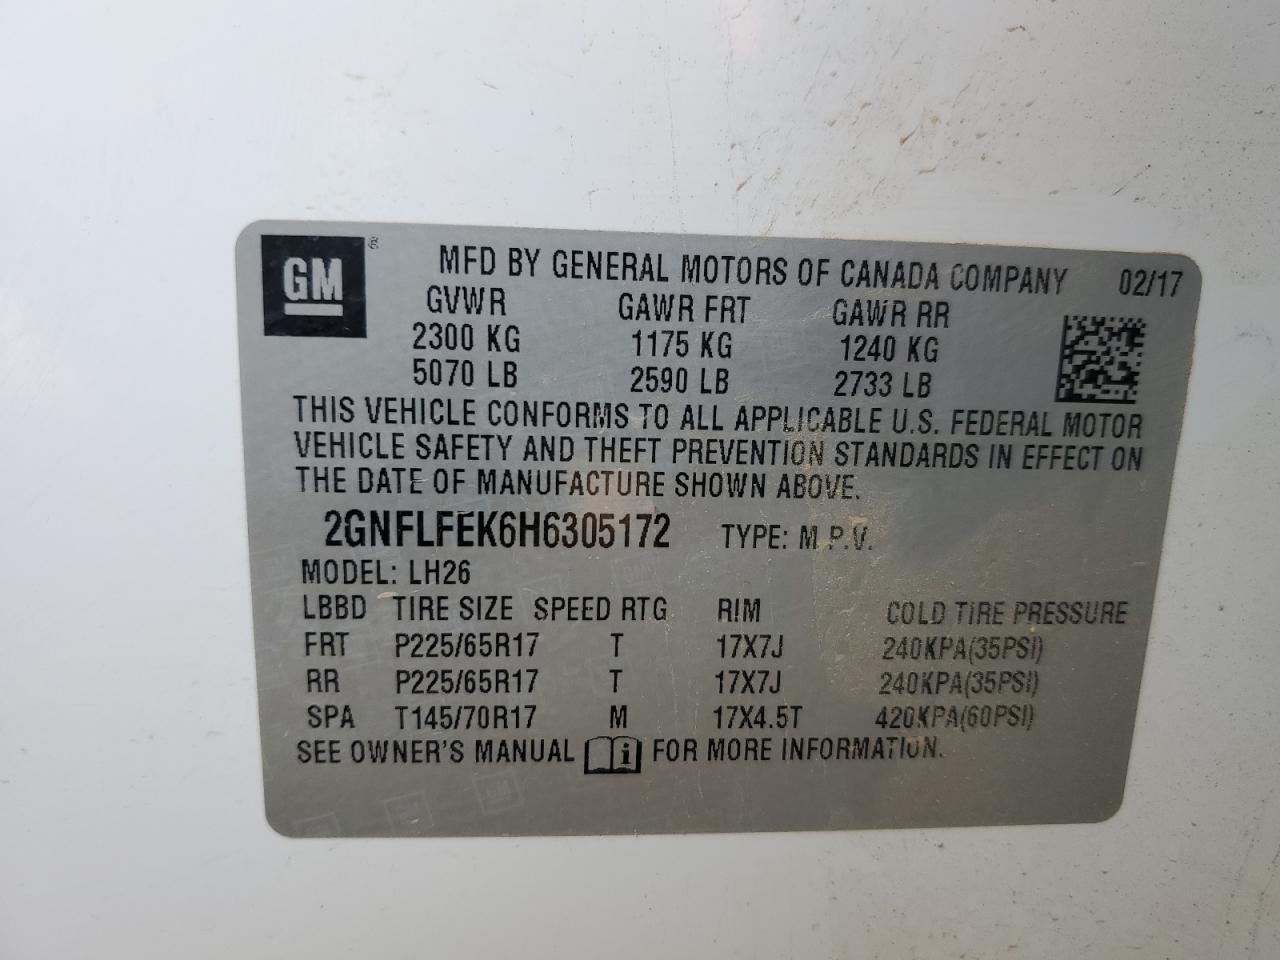 GM ®
MFD BY GENERAL MOTORS OF CANADA COMPANY 02/17
GVWR GAWR FRT GAWR RR
2300 KG 1175 KG 1240 KG
5070 LB 2590 LB 2733 LB
THIS VEHICLE CONFORMS TO ALL APPLICABLE U.S. FEDERAL MOTOR
VEHICLE SAFETY AND THEFT PREVENTION STANDARDS IN EFFECT ON
THE DATE OF MANUFACTURE SHOWN ABOVE.
2GNFLFEK6H6305172 TYPE: M.P.V.
MODEL: LH26
LBBD TIRE SIZE SPEED RTG RIM COLD TIRE PRESSURE
FRT P225/65R17 T 17X7J 240KPA(35PSI)
RR P225/65R17 T 17X7J 240KPA(35PSI)
SPA T145/70R17 M 17X4.5T 420KPA(60PSI)
SEE OWNER'S MANUAL i FOR MORE INFORMATION.